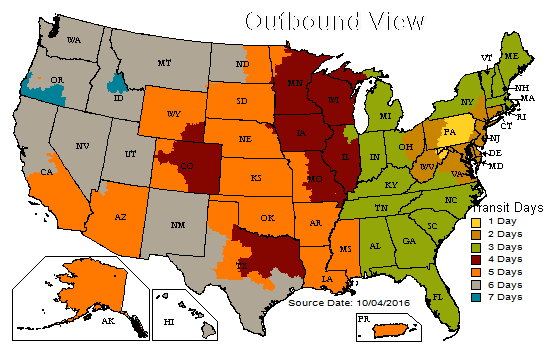 Outbound View
WA
MT
ND
MN
VT
ME
OR
ID
SD
WI
NY
NH
MA
WY
MI
RI
CT
PA
NE
IA
NV
UT
IL
IN
OH
NJ
DE
MD
CO
CA
KS
MO
WV
VA
KY
NC
TN
AZ
NM
OK
AR
SC
TX
MS
AL
GA
LA
FL
Transit Days
1 Day
2 Days
3 Days
4 Days
5 Days
6 Days
7 Days
Source Date: 10/04/2016
AK
HI
PR